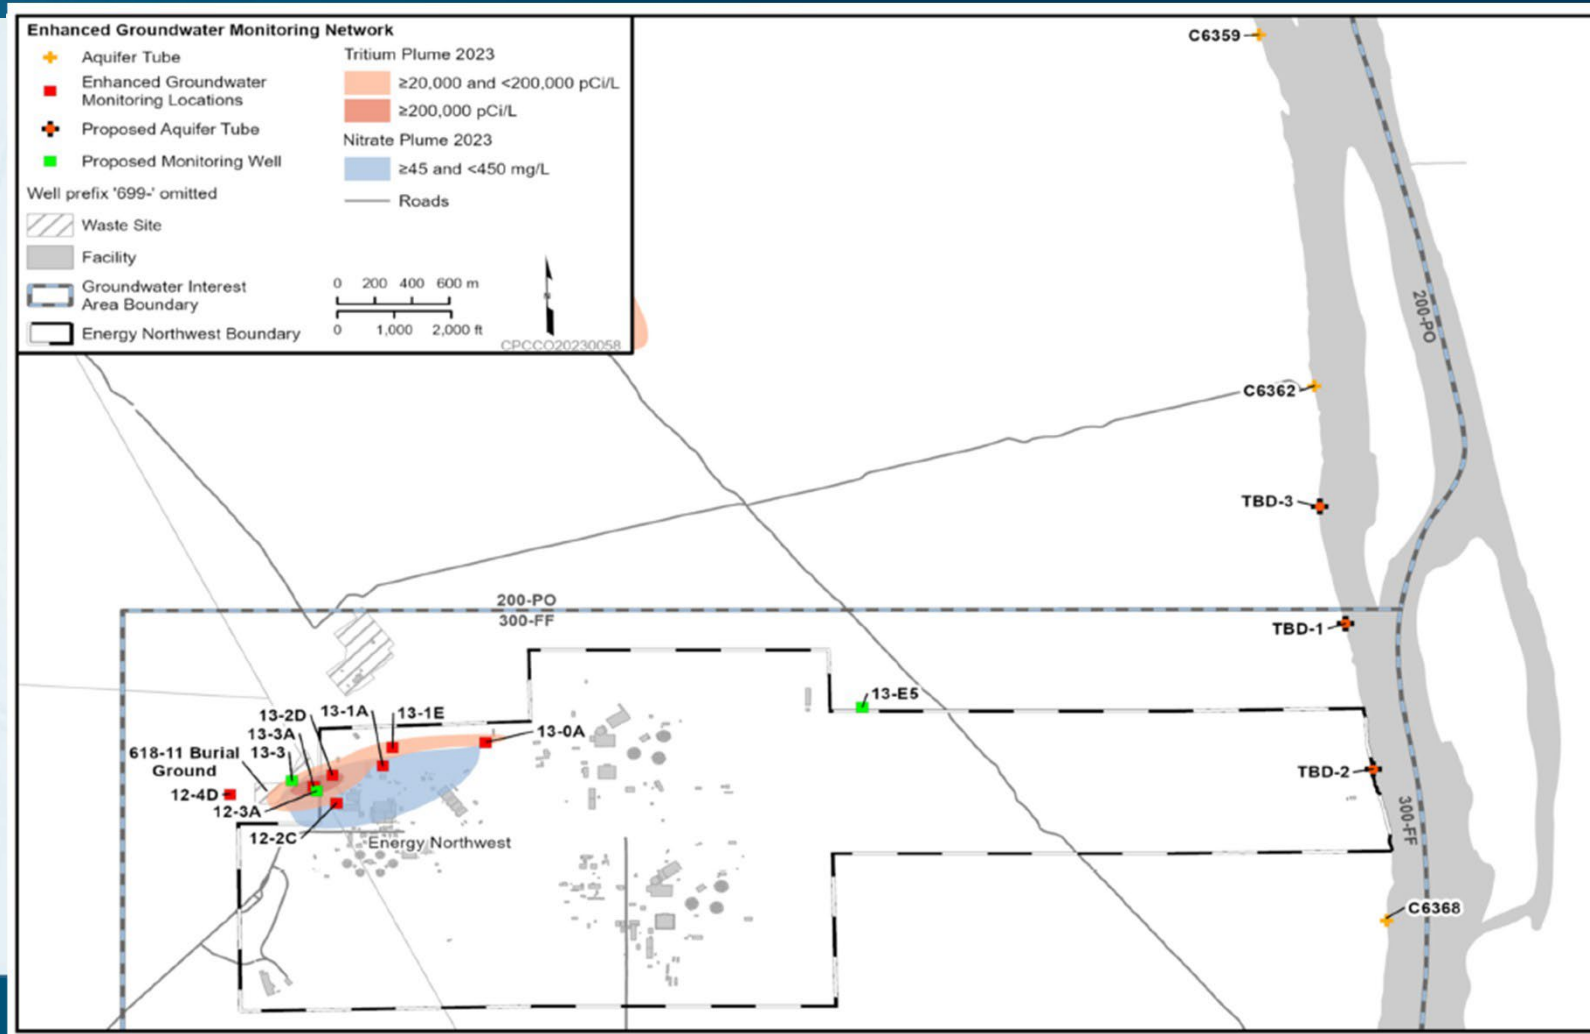 Enhanced Groundwater Monitoring Network
Aquifer Tube
Enhanced Groundwater
Monitoring Locations
Proposed Aquifer Tube
Proposed Monitoring Well
Well prefix '699-' omitted
Waste Site
Facility
Groundwater Interest
Area Boundary
Energy Northwest Boundary
Tritium Plume 2023
≥20,000 and <200,000 pCi/L
≥200,000 pCi/L
Nitrate Plume 2023
≥45 and <450 mg/L
Roads
0 200 400 600 m
0 1,000 2,000 ft
N
CPCCO20230058
C6359
200-PO
C6362
TBD-3
200-PO
300-FF
TBD-1
13-E5
13-2D
13-1A
13-1E
13-3A
13-0A
13-3
618-11 Burial
Ground
12-4D
12-3A
12-2C
Energy Northwest
TBD-2
300-FF
C6368